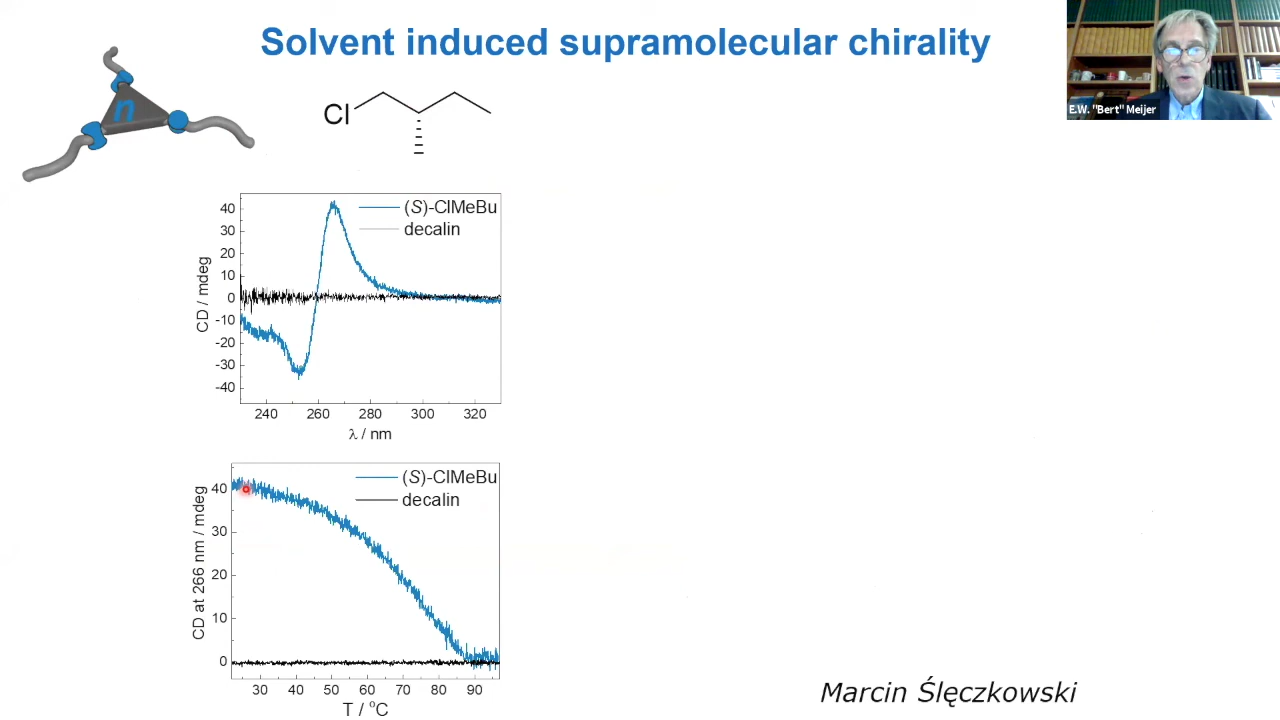 Solvent induced supramolecular chirality
E.W. "Bert" Meijer
n
Cl
40
30
20
10
0
-10
-20
-30
-40
CD / mdeg
(S)-ClMeBu
decalin
240 260 280 300 320
λ / nm
40
30
20
10
0
CD at 266 nm / mdeg
(S)-ClMeBu
decalin
30 40 50 60 70 80 90
T / °C
Marcin Ślęczkowski